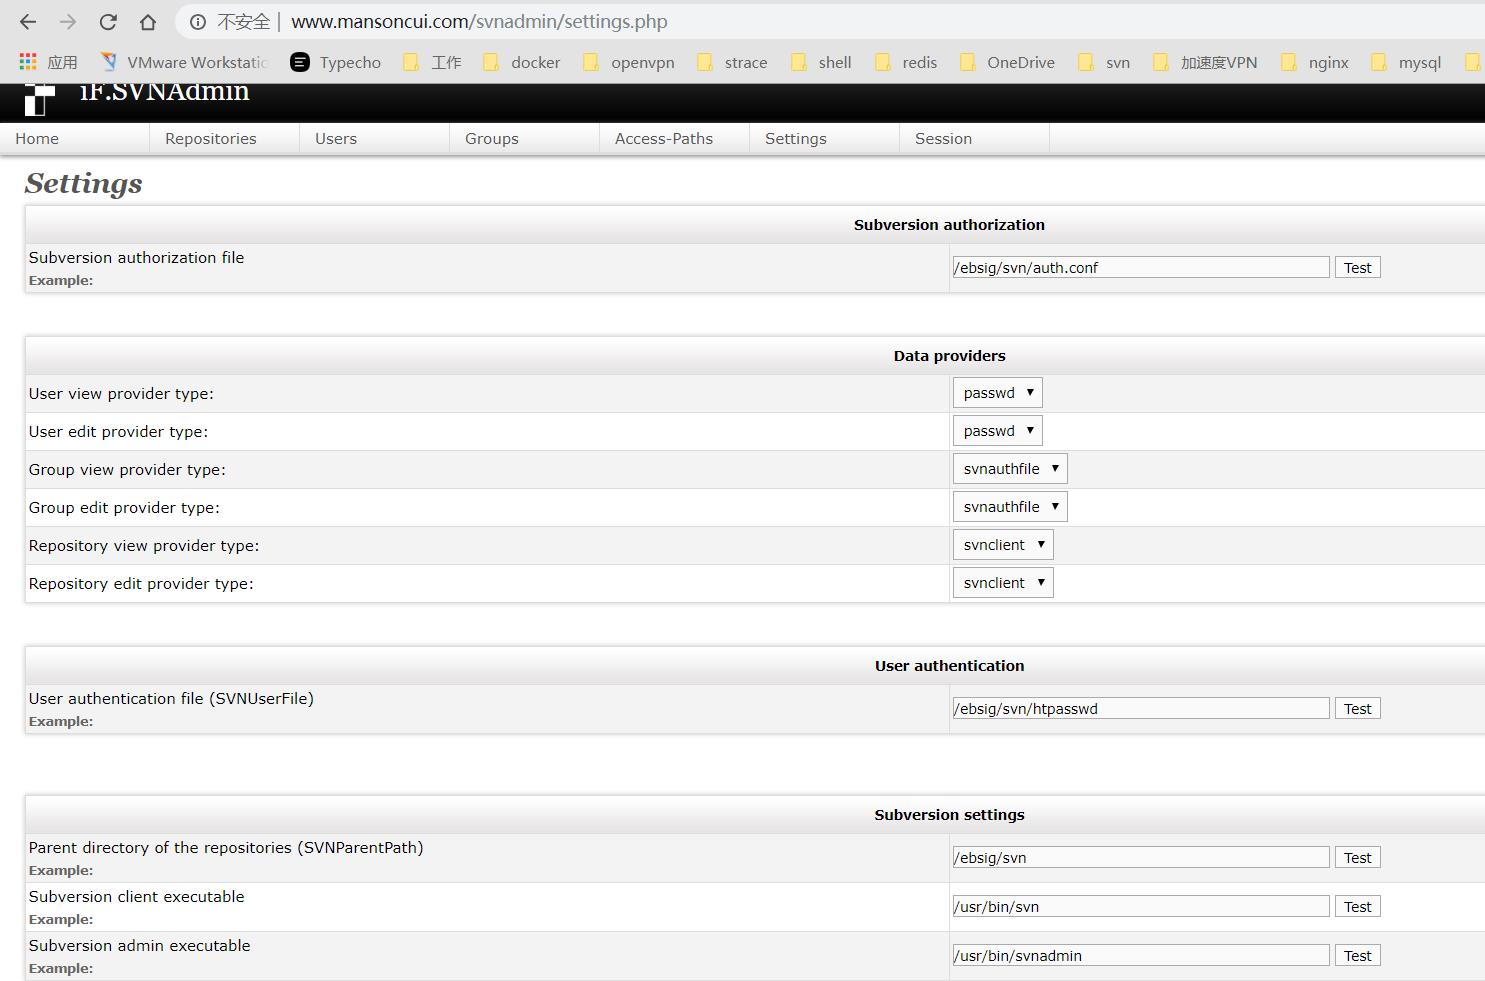 不安全 | www.mansoncui.com/svnadmin/settings.php
应用 VMware Workstatic Typecho 工作 docker openvpn strace shell redis OneDrive svn 加速度VPN nginx mysql
iF.SVNAdmin
Home Repositories Users Groups Access-Paths Settings Session
Settings
Subversion authorization
Subversion authorization file
Example:
/ebsig/svn/auth.conf Test
Data providers
User view provider type: passwd
User edit provider type: passwd
Group view provider type: svnauthfile
Group edit provider type: svnauthfile
Repository view provider type: svnclient
Repository edit provider type: svnclient
User authentication
User authentication file (SVNUserFile)
Example:
/ebsig/svn/htpasswd Test
Subversion settings
Parent directory of the repositories (SVNParentPath)
Example:
/ebsig/svn Test
Subversion client executable
Example:
/usr/bin/svn Test
Subversion admin executable
Example:
/usr/bin/svnadmin Test